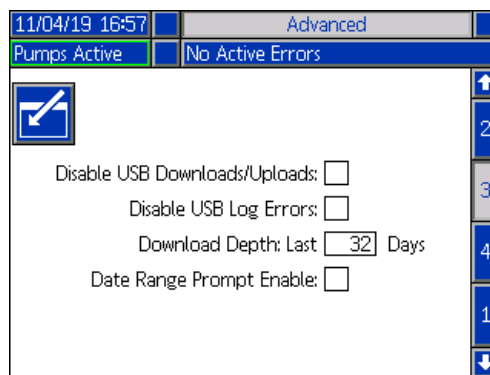 11/04/19 16:57 Advanced
Pumps Active No Active Errors
2
Disable USB Downloads/Uploads:
3
Disable USB Log Errors:
Download Depth: Last 32 Days
4
Date Range Prompt Enable:
1